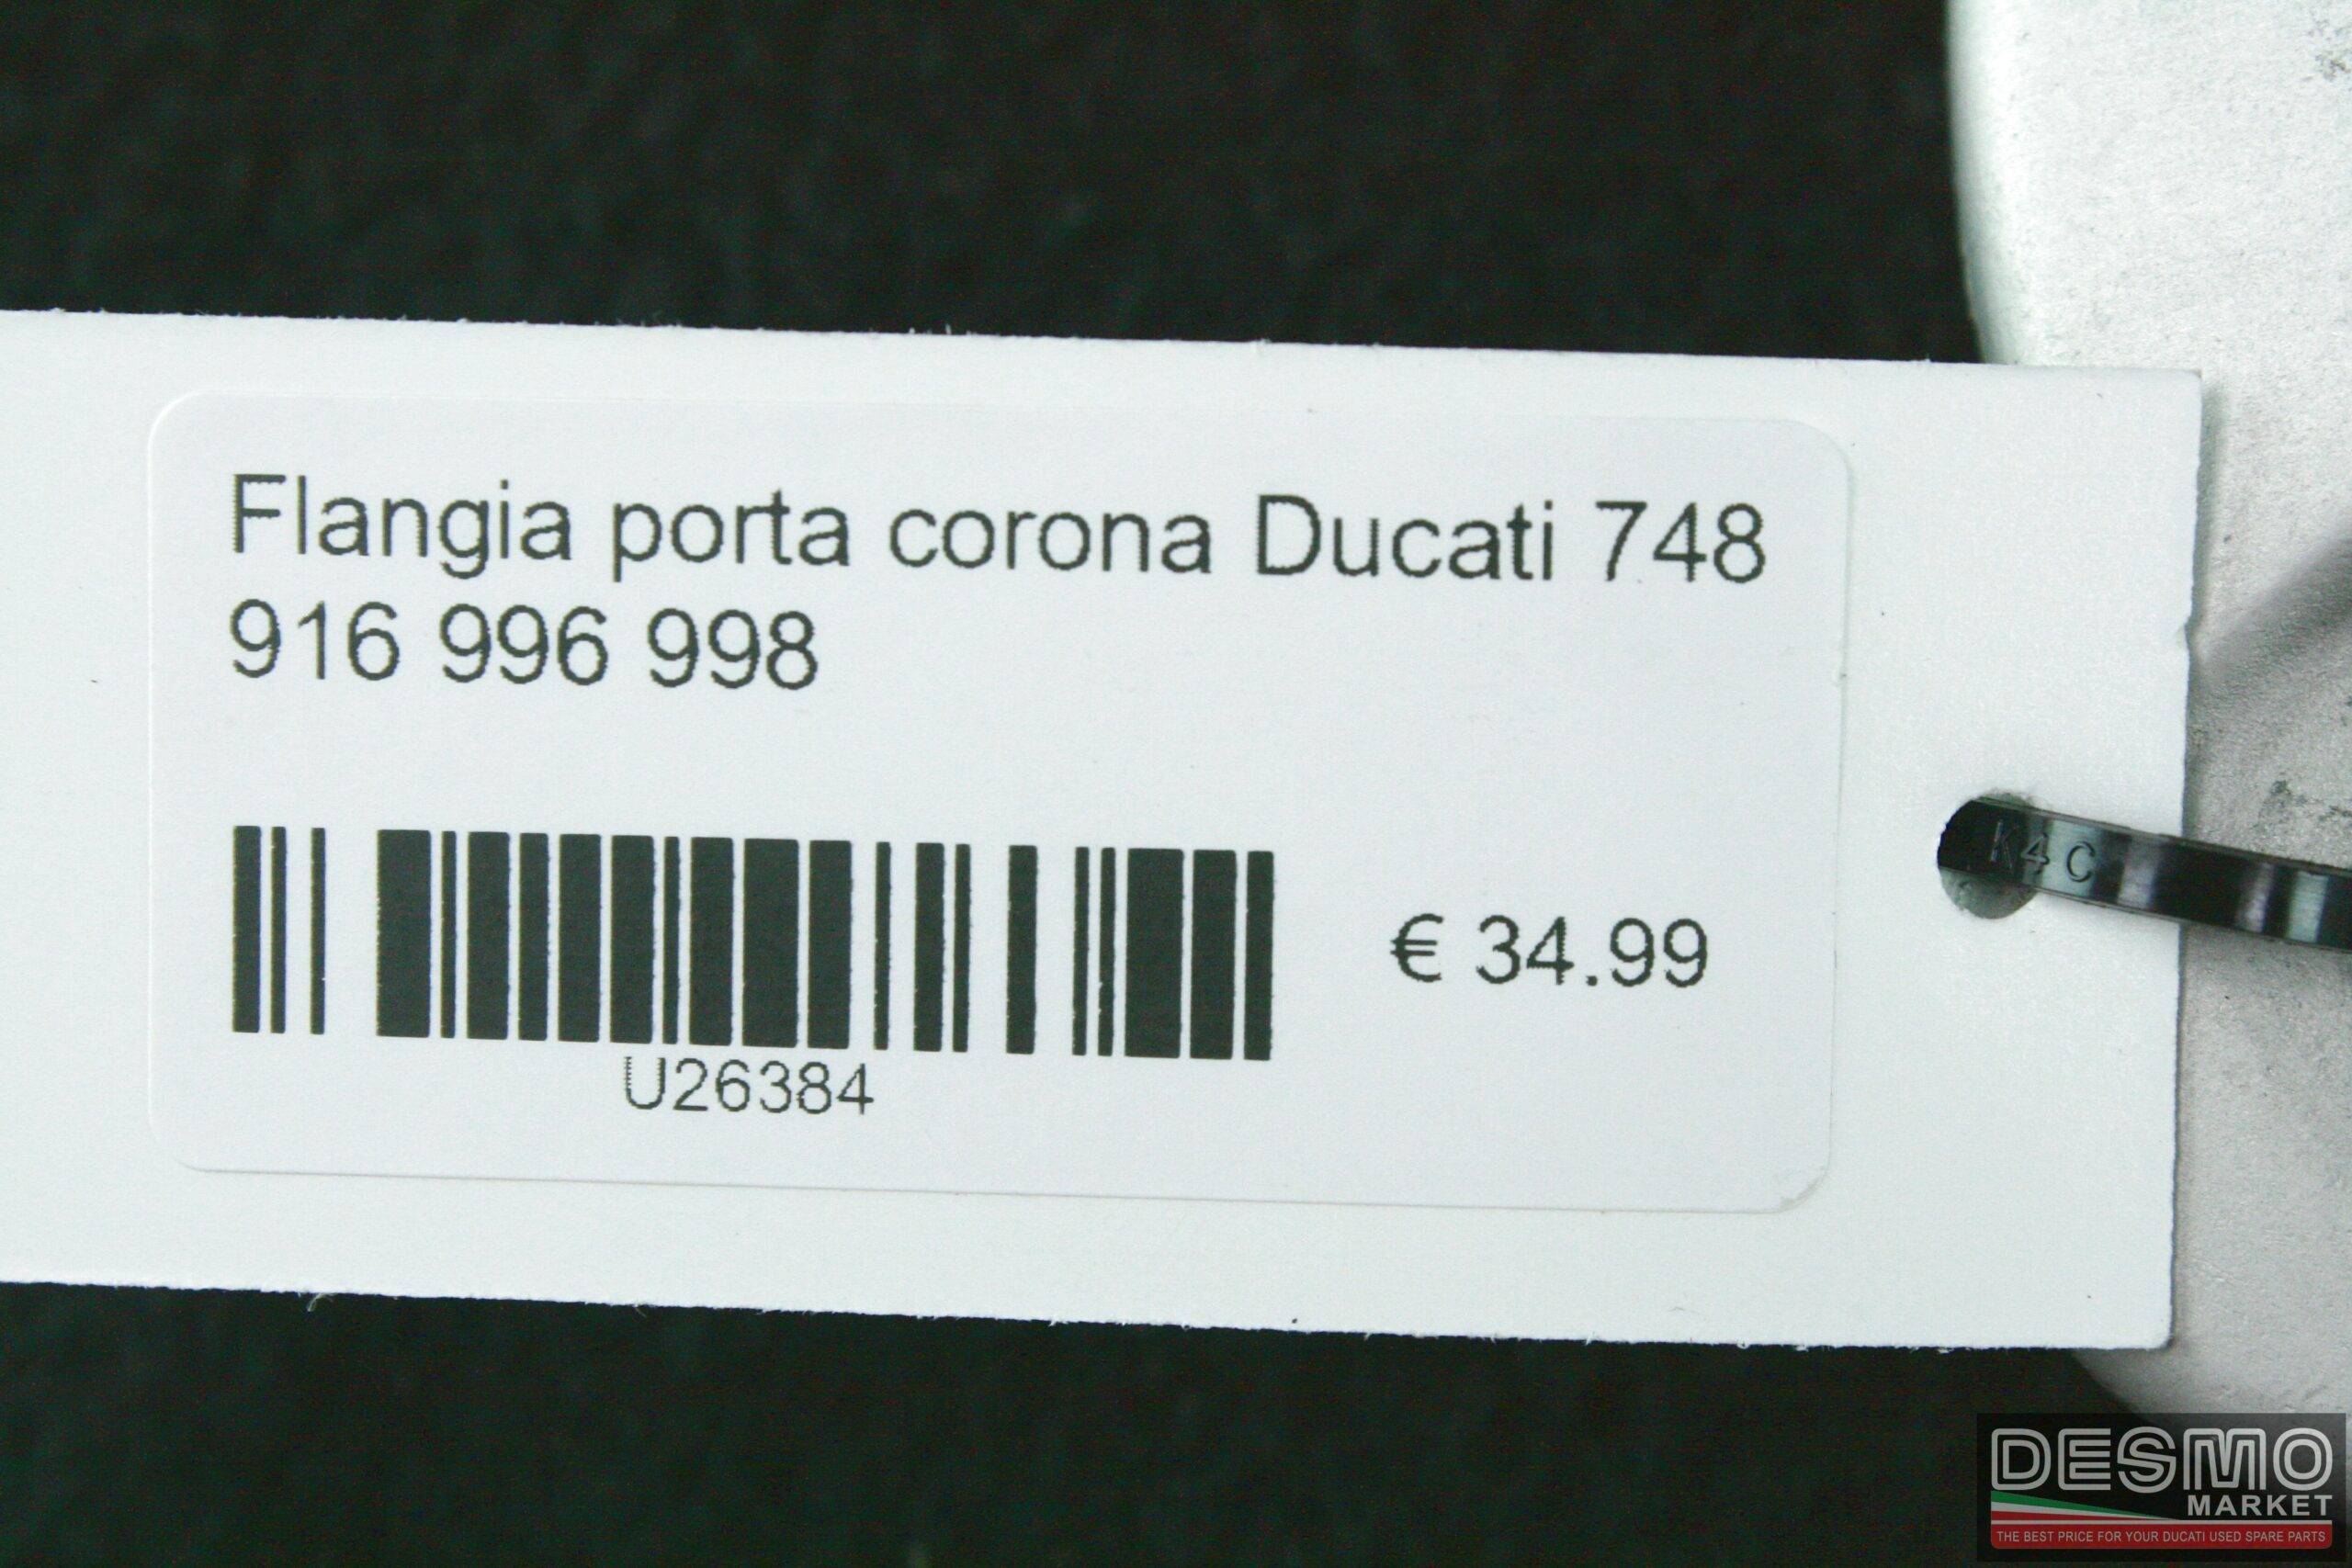 Flangia porta corona Ducati 748
916 996 998
€ 34.99
U26384
K4C
DESMO
MARKET
THE BEST PRICE FOR YOUR DUCATI USED SPARE PARTS